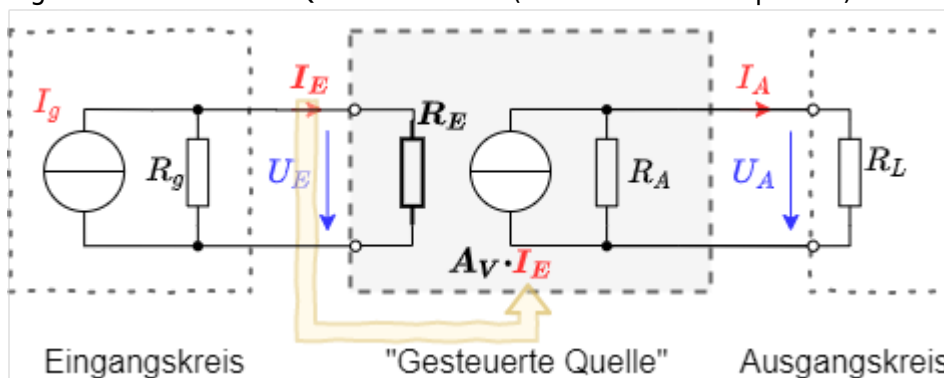 I_g
R_g
I_E
U_E
R_E
A_V·I_E
R_A
I_A
U_A
R_L
Eingangskreis
"Gesteuerte Quelle"
Ausgangskreis